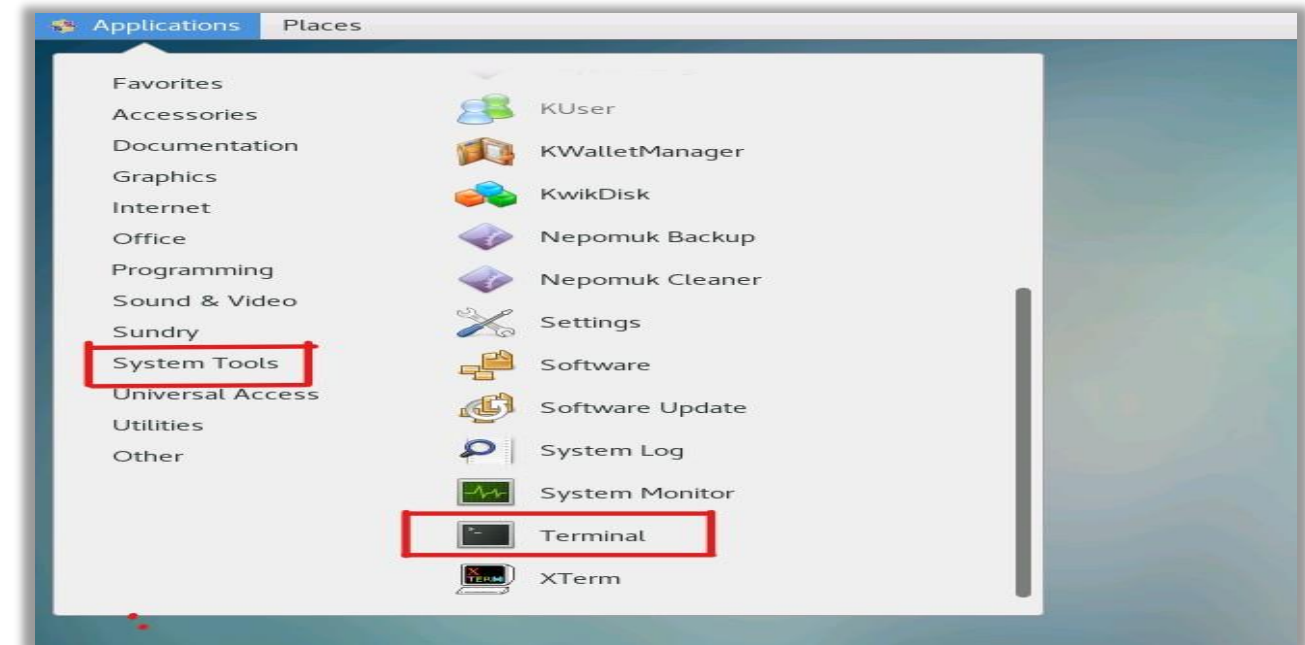 Applications Places
Favorites
Accessories
Documentation
Graphics
Internet
Office
Programming
Sound & Video
Sundry
System Tools
Universal Access
Utilities
Other
KUser
KWalletManager
KwikDisk
Nepomuk Backup
Nepomuk Cleaner
Settings
Software
Software Update
System Log
System Monitor
Terminal
XTerm